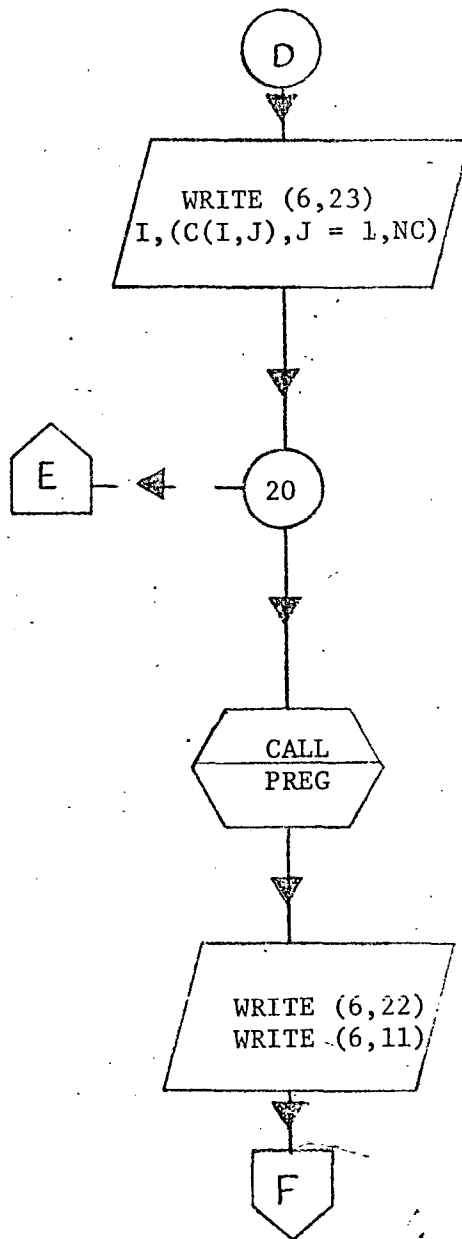 D
WRITE (6,23)
I,(C(I,J),J = 1,NC)
E
20
CALL
PREG
WRITE (6,22)
WRITE (6,11)
F